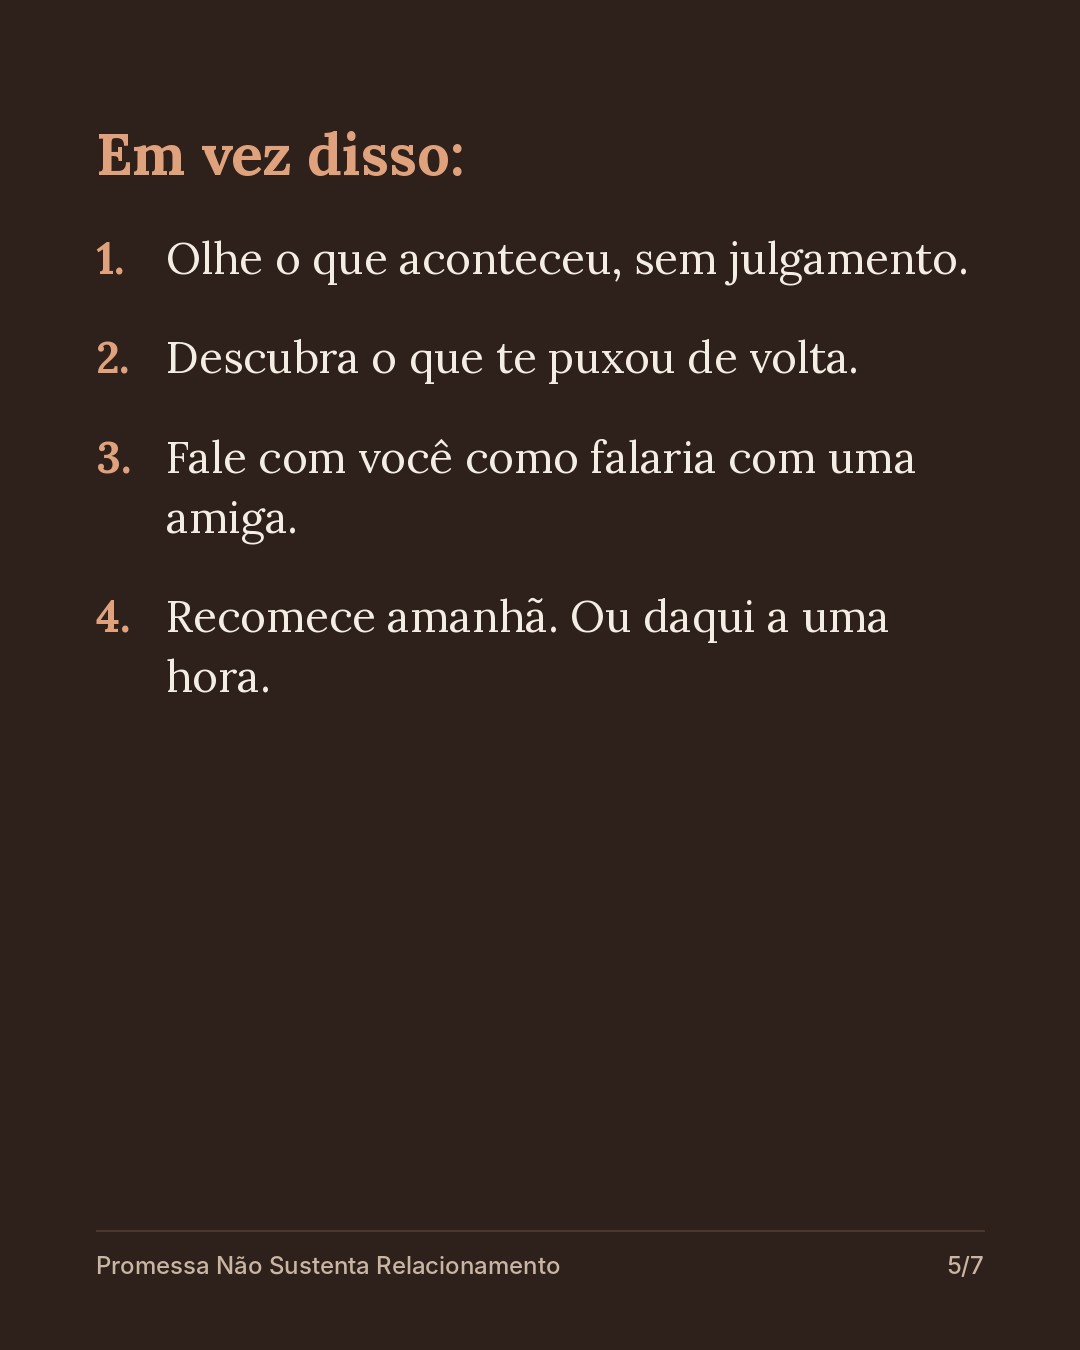 Em vez disso:
1. Olhe o que aconteceu, sem julgamento.
2. Descubra o que te puxou de volta.
3. Fale com você como falaria com uma
amiga.
4. Recomece amanhã. Ou daqui a uma
hora.
Promessa Não Sustenta Relacionamento 5/7